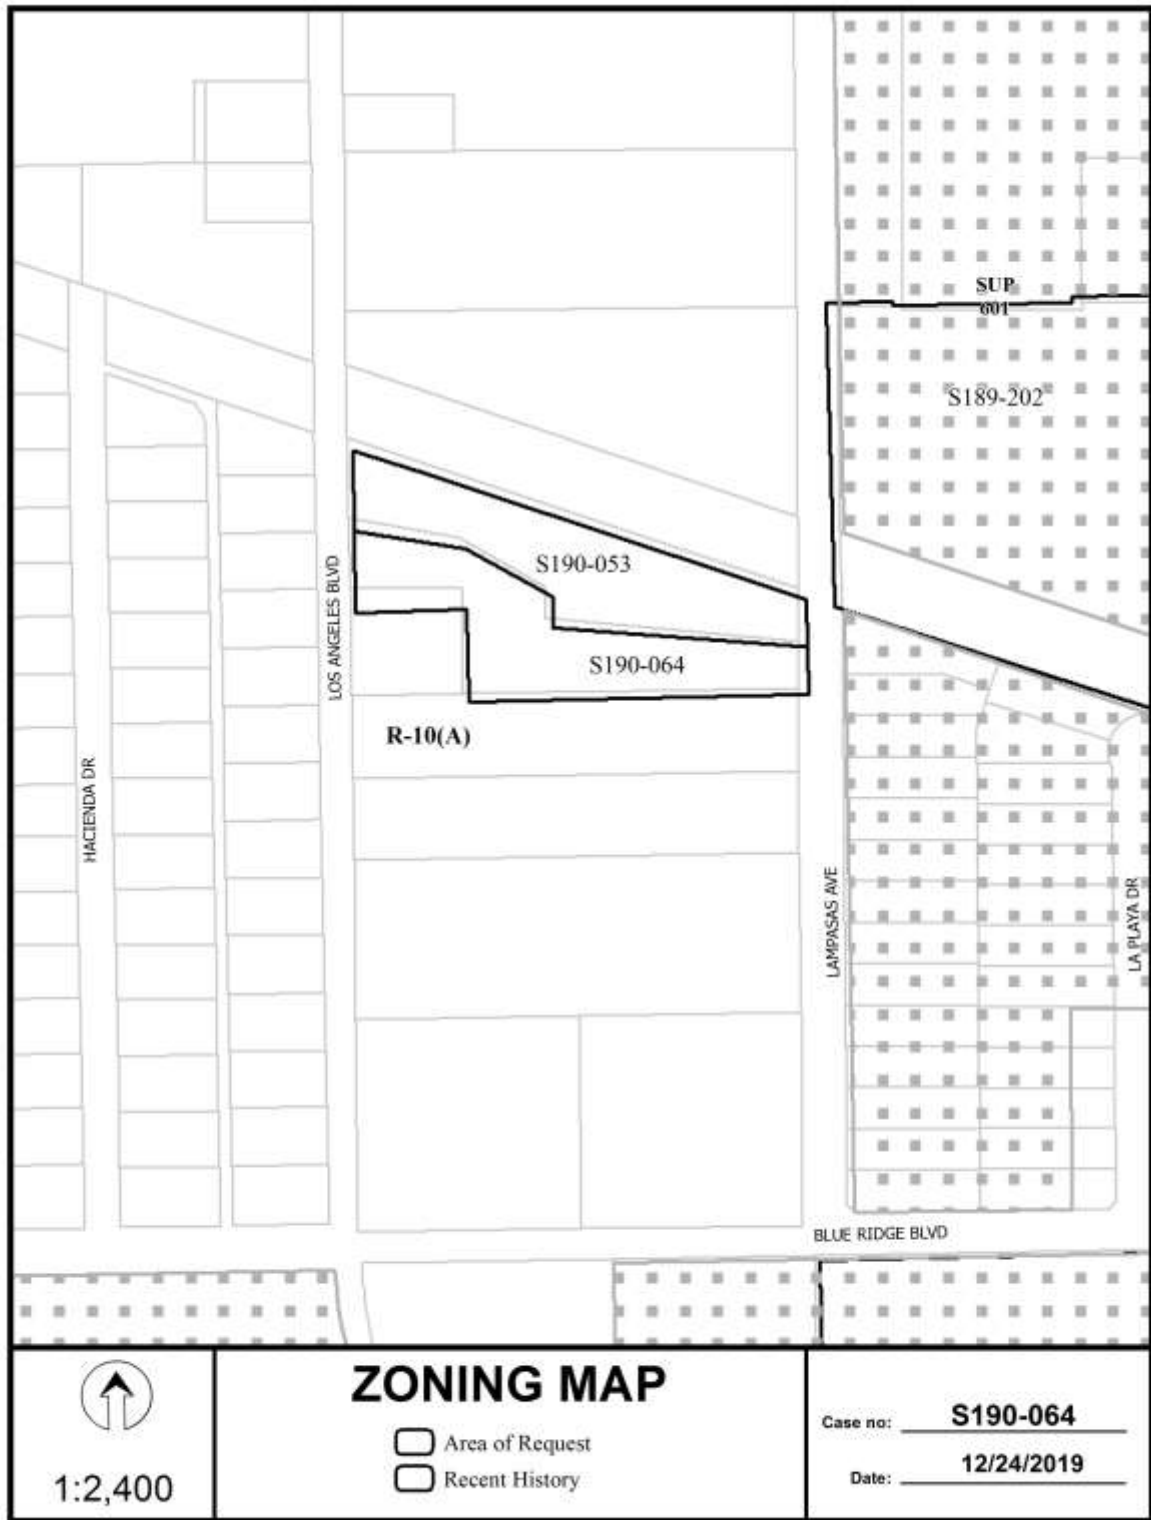 SUP
601
S189-202
S190-053
LOS ANGELES BLVD
S190-064
R-10(A)
HACIENDA DR
LAMPASAS AVE
LA PLAYA DR
BLUE RIDGE BLVD
1:2,400
ZONING MAP
Area of Request
Recent History
Case no: S190-064
Date: 12/24/2019